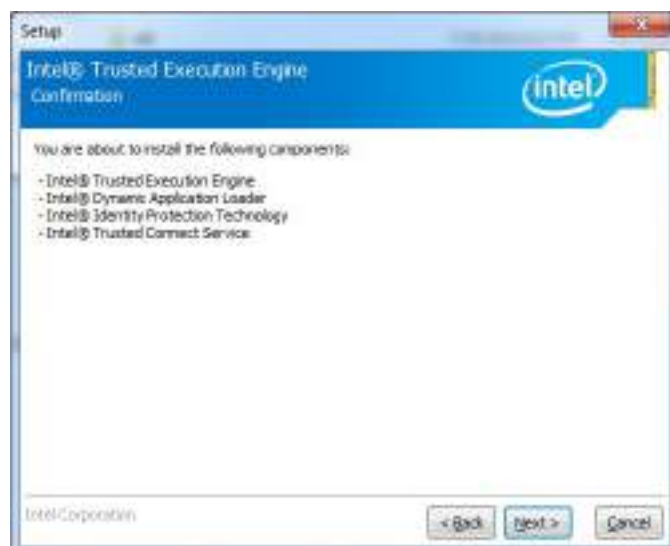 Setup
Intel® Trusted Execution Engine
Confirmation
intel
You are about to install the following components:
- Intel® Trusted Execution Engine
- Intel® Dynamic Application Loader
- Intel® Identity Protection Technology
- Intel® Trusted Connect Service
Intel Corporation
< Back
Next >
Cancel